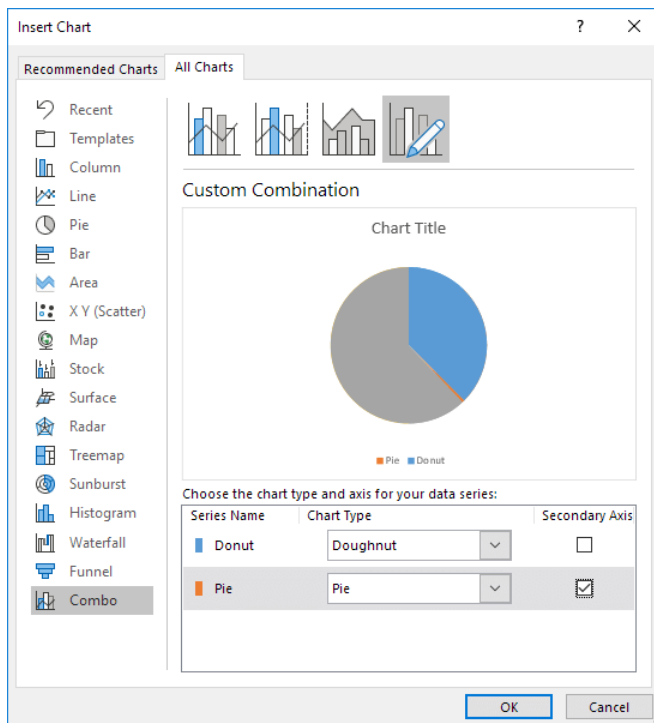 Insert Chart
?
Recommended Charts
All Charts
Recent
Templates
Column
Line
Pie
Bar
Area
X Y (Scatter)
Map
Stock
Surface
Radar
Treemap
Sunburst
Histogram
Waterfall
Funnel
Combo
Custom Combination
Chart Title
Pie Donut
Choose the chart type and axis for your data series:
Series Name Chart Type Secondary Axis
Donut Doughnut
Pie Pie
OK Cancel